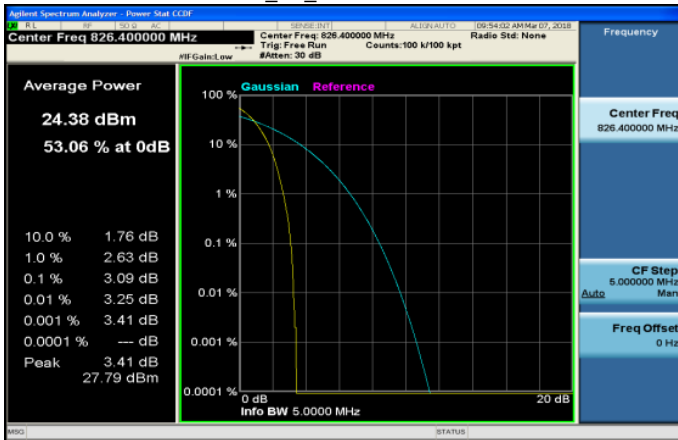 Agilent Spectrum Analyzer - Power Stat CCDF
RL RF 50 Ω AC SENSE:INT ALIGN AUTO 09:54:02 AM Mar 07, 2018
Center Freq 826.400000 MHz
Center Freq: 826.400000 MHz Radio Std: None
Trig: Free Run Counts:100 k/100 kpt
#IFGain:Low #Atten: 30 dB
Frequency
Average Power
24.38 dBm
53.06 % at 0dB
10.0 % 1.76 dB
1.0 % 2.63 dB
0.1 % 3.09 dB
0.01 % 3.25 dB
0.001 % 3.41 dB
0.0001 % --- dB
Peak 3.41 dB
27.79 dBm
Gaussian Reference
100 %
10 %
1 %
0.1 %
0.01 %
0.001 %
0.0001 %
0 dB 20 dB
Info BW 5.0000 MHz
Center Freq
826.400000 MHz
CF Step
5.000000 MHz
Auto Man
Freq Offset
0 Hz
MSG STATUS